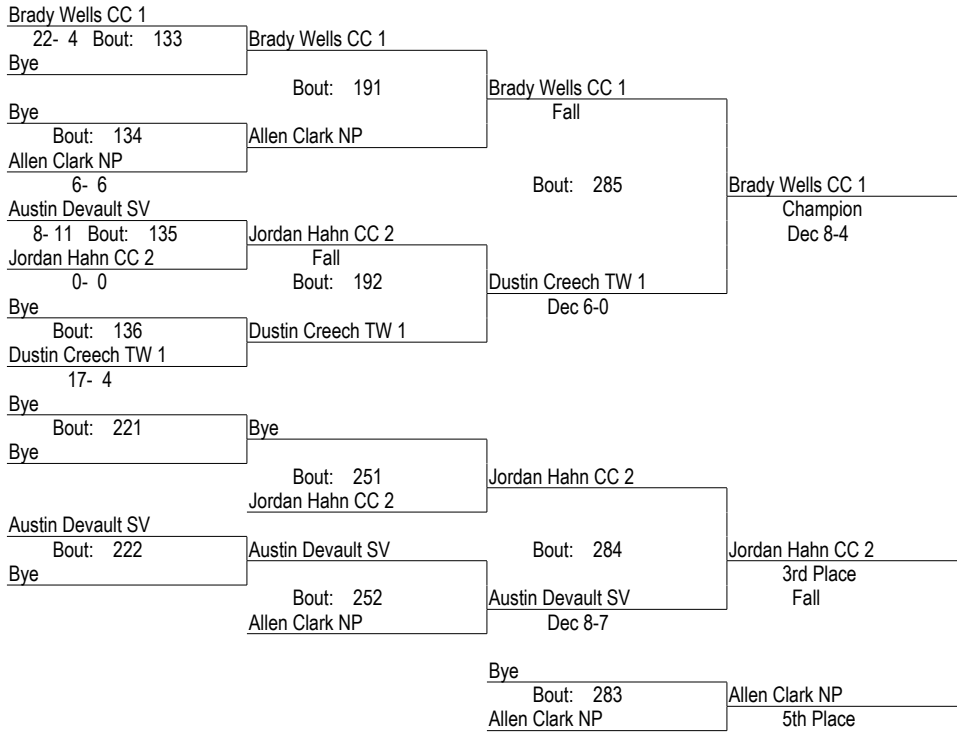 Brady Wells CC 1
22- 4 Bout: 133
Brady Wells CC 1
Bye
Bout: 191
Brady Wells CC 1
Bye
Fall
Bout: 134
Allen Clark NP
Allen Clark NP
6- 6
Bout: 285
Brady Wells CC 1
Austin Devault SV
Champion
8- 11 Bout: 135
Jordan Hahn CC 2
Dec 8-4
Jordan Hahn CC 2
Fall
0- 0
Bout: 192
Dustin Creech TW 1
Bye
Dec 6-0
Bout: 136
Dustin Creech TW 1
Dustin Creech TW 1
17- 4
Bye
Bout: 221
Bye
Bye
Bout: 251
Jordan Hahn CC 2
Jordan Hahn CC 2
Austin Devault SV
Bout: 222
Austin Devault SV
Bout: 284
Jordan Hahn CC 2
Bye
3rd Place
Bout: 252
Austin Devault SV
Fall
Allen Clark NP
Dec 8-7
Bye
Bout: 283
Allen Clark NP
Allen Clark NP
5th Place